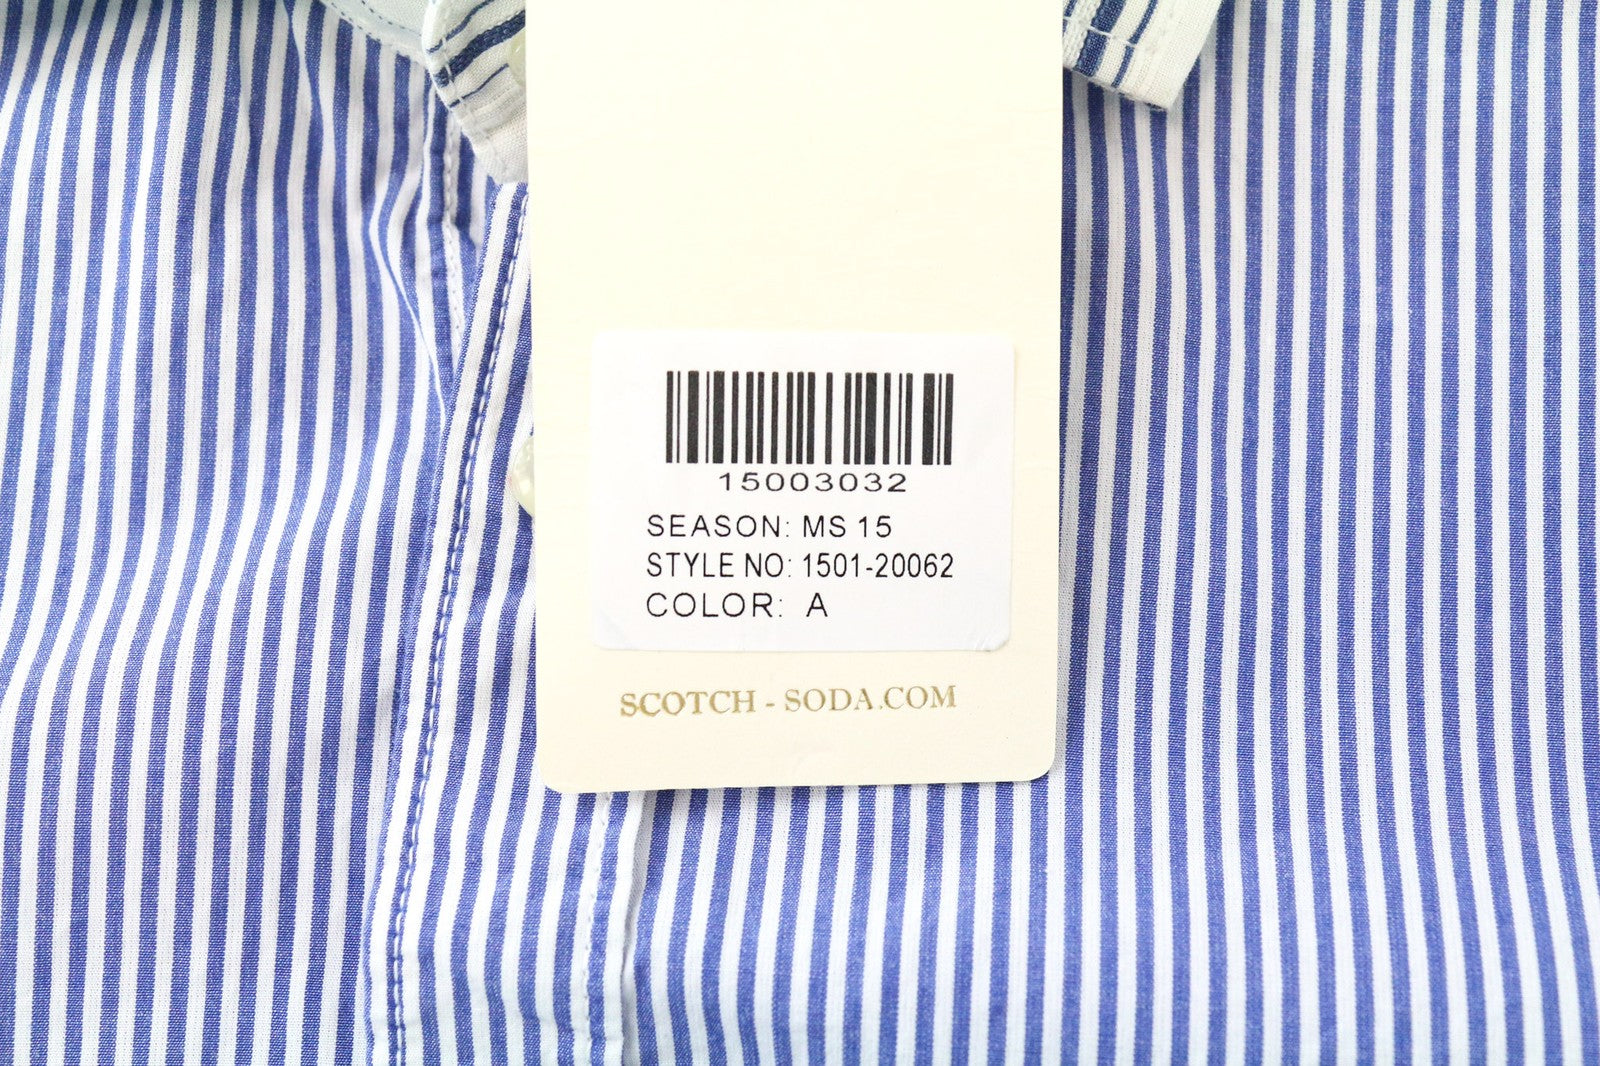 15003032
SEASON: MS 15
STYLE NO: 1501-20062
COLOR: A
SCOTCH - SODA.COM